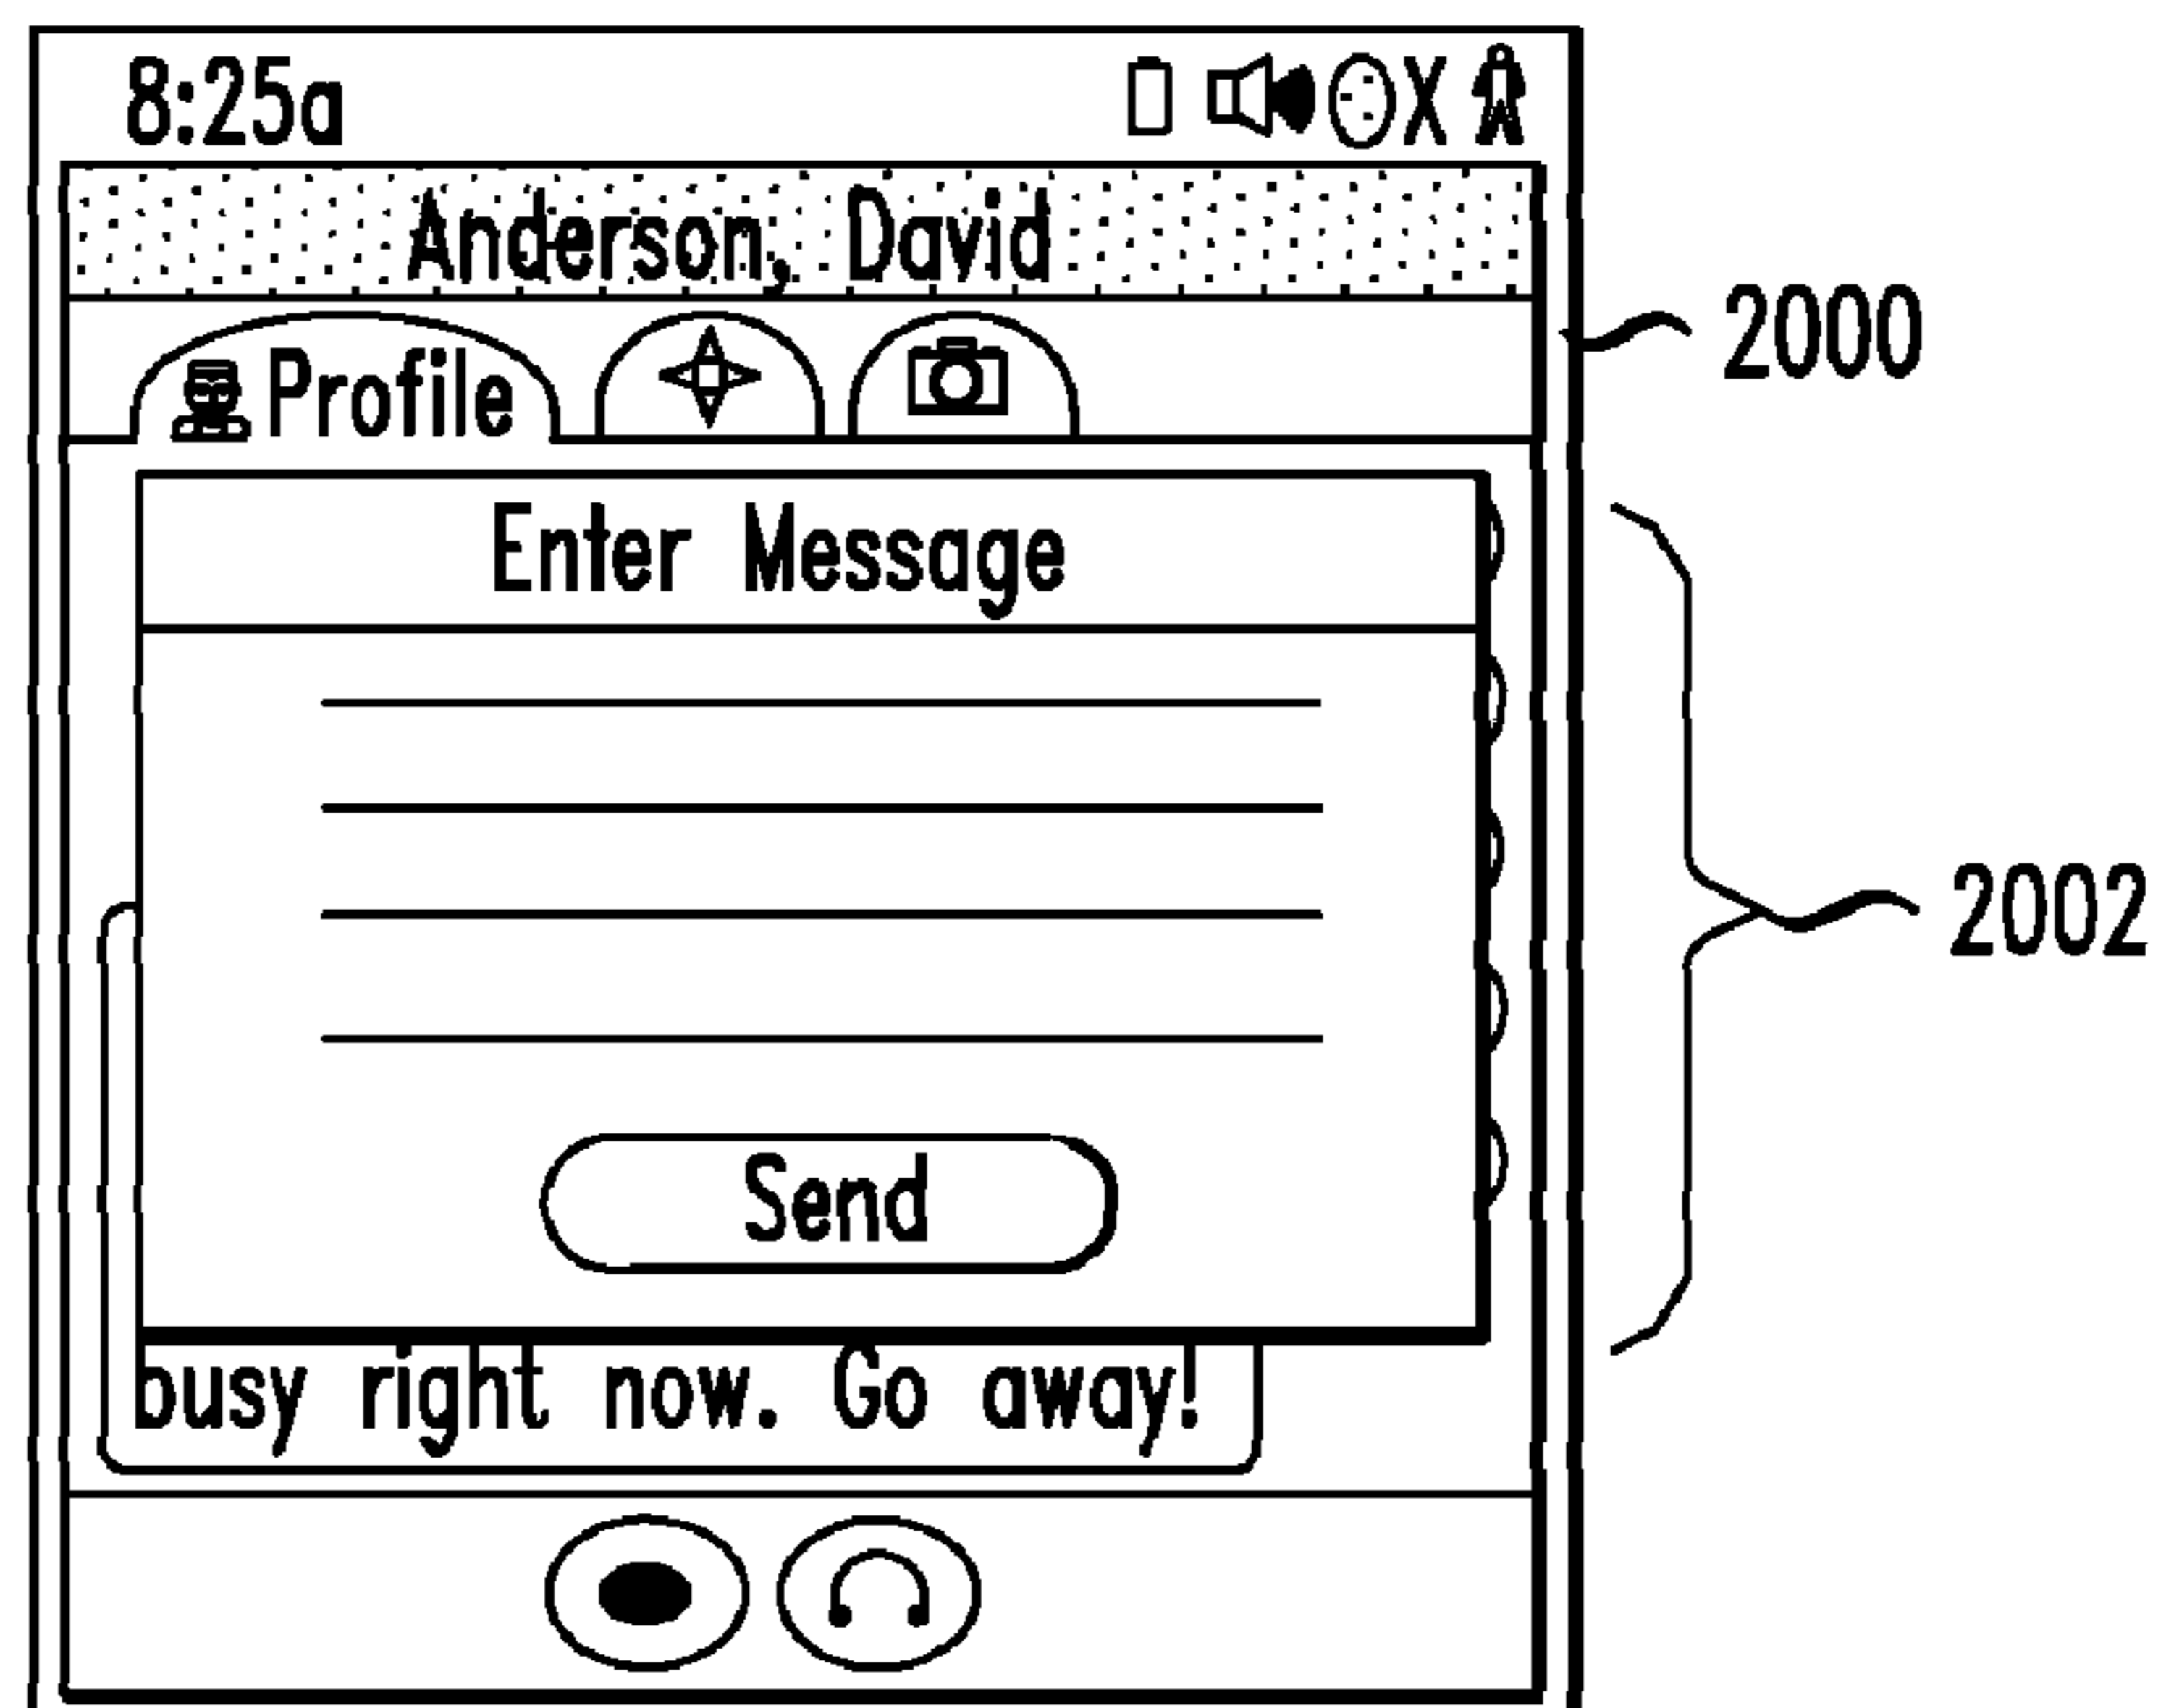 8:25a
Anderson, David
2000
Profile
Enter Message
2002
Send
busy right now. Go away!